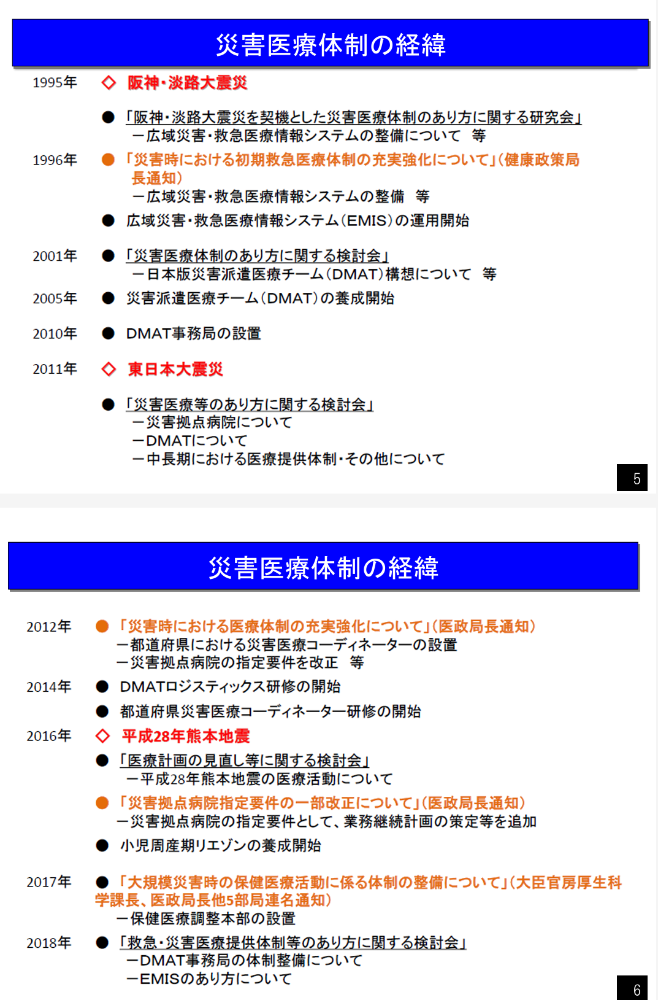 災害医療体制の経緯
1995年 ◇ 阪神・淡路大震災
● 「阪神・淡路大震災を契機とした災害医療体制のあり方に関する研究会」
－広域災害・救急医療情報システムの整備について 等
1996年 ● 「災害時における初期救急医療体制の充実強化について」（健康政策局
長通知）
－広域災害・救急医療情報システムの整備 等
● 広域災害・救急医療情報システム（EMIS）の運用開始
2001年 ● 「災害医療体制のあり方に関する検討会」
－日本版災害派遣医療チーム（DMAT）構想について 等
2005年 ● 災害派遣医療チーム（DMAT）の養成開始
2010年 ● DMAT事務局の設置
2011年 ◇ 東日本大震災
● 「災害医療等のあり方に関する検討会」
－災害拠点病院について
－DMATについて
－中長期における医療提供体制・その他について
5
災害医療体制の経緯
2012年 ● 「災害時における医療体制の充実強化について」（医政局長通知）
－都道府県における災害医療コーディネーターの設置
－災害拠点病院の指定要件を改正 等
2014年 ● DMATロジスティックス研修の開始
● 都道府県災害医療コーディネーター研修の開始
2016年 ◇ 平成28年熊本地震
● 「医療計画の見直し等に関する検討会」
－平成28年熊本地震の医療活動について
● 「災害拠点病院指定要件の一部改正について」（医政局長通知）
－災害拠点病院の指定要件として、業務継続計画の策定等を追加
● 小児周産期リエゾンの養成開始
2017年 ● 「大規模災害時の保健医療活動に係る体制の整備について」（大臣官房厚生科
学課長、医政局長他5部局連名通知）
－保健医療調整本部の設置
2018年 ● 「救急・災害医療提供体制等のあり方に関する検討会」
－DMAT事務局の体制整備について
－EMISのあり方について
6